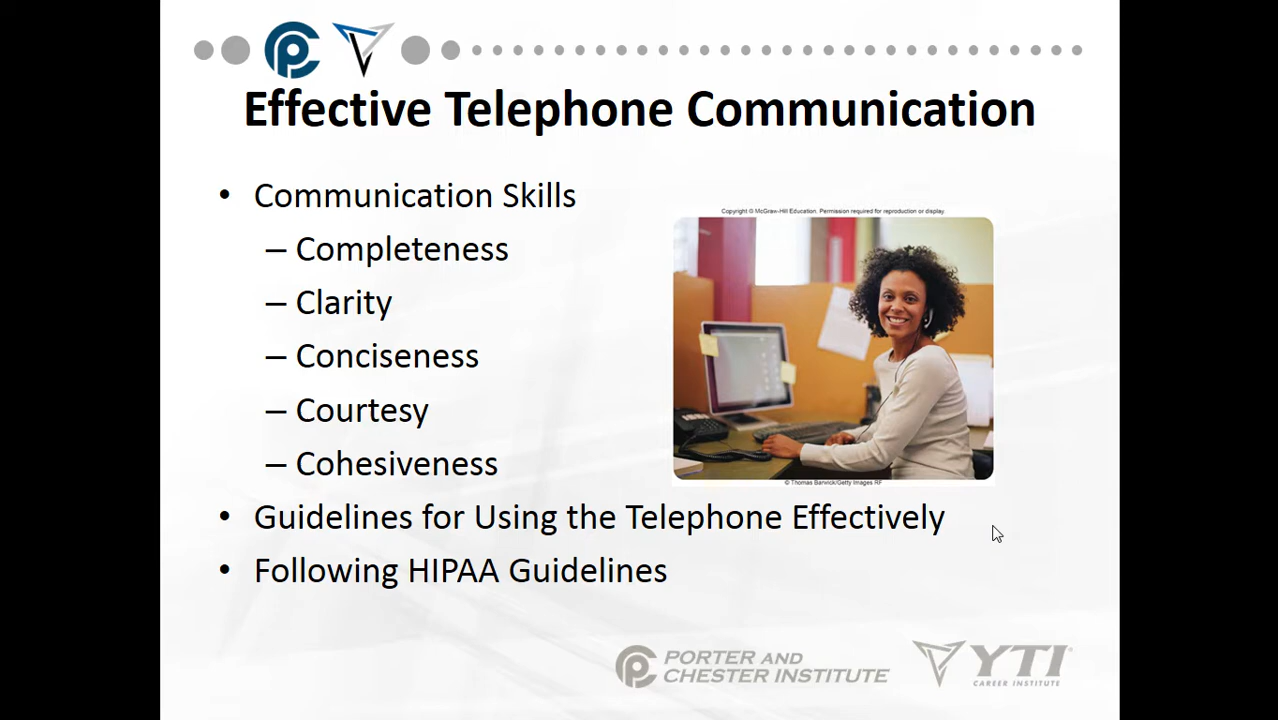 Effective Telephone Communication
• Communication Skills
– Completeness
– Clarity
– Conciseness
– Courtesy
– Cohesiveness
• Guidelines for Using the Telephone Effectively
• Following HIPAA Guidelines
Copyright © McGraw-Hill Education. Permission required for reproduction or display.
© Thomas Barwick/Getty Images RF
PORTER AND
CHESTER INSTITUTE
YTI
CAREER INSTITUTE